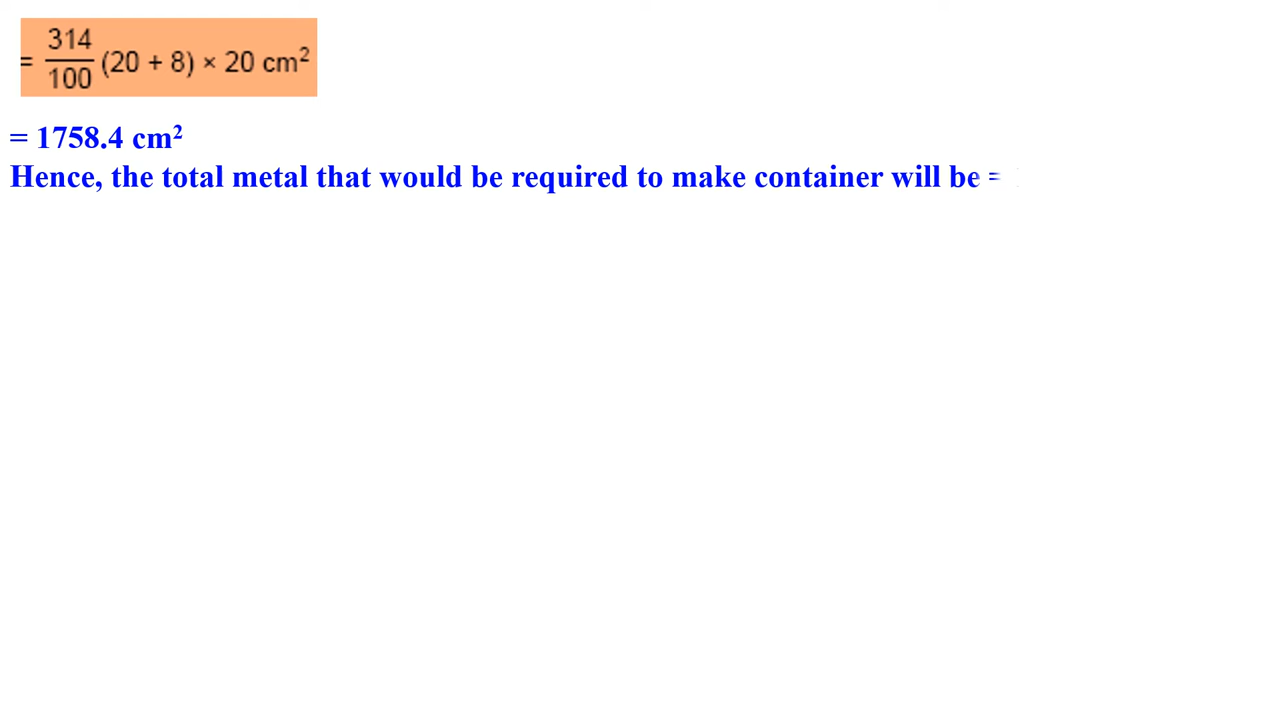 = 314/100 (20 + 8) × 20 cm²
= 1758.4 cm²
Hence, the total metal that would be required to make container will be =